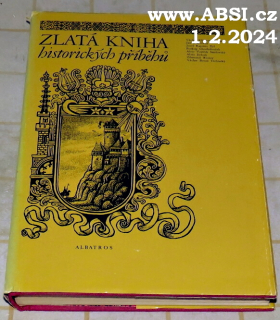 www.ABSI.cz
1.2.2024
ZLATÁ KNIHA
historických příběhů
ALBATROS